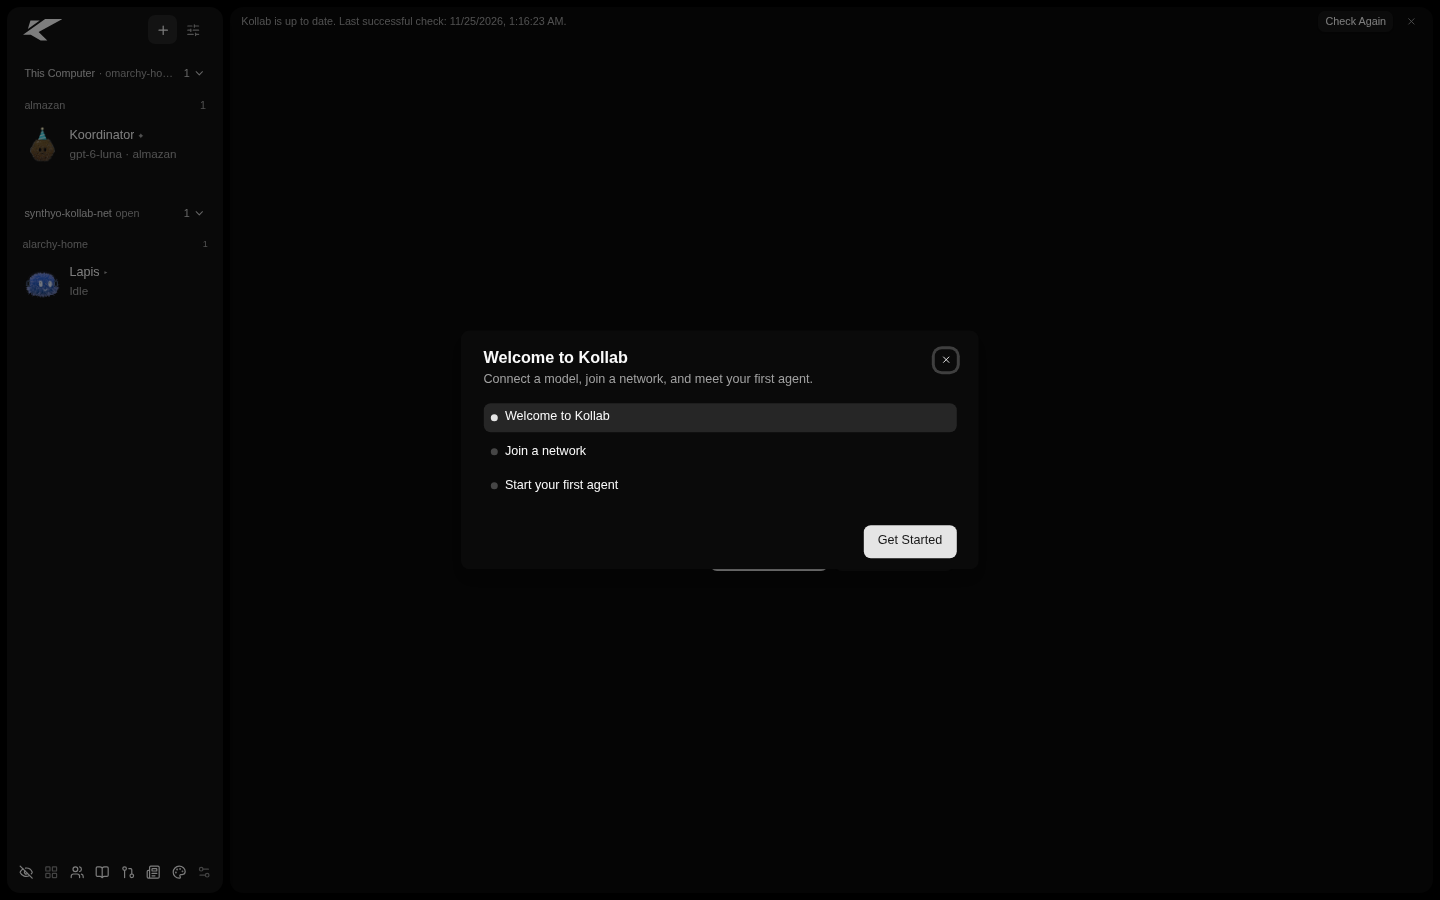 Kollab is up to date. Last successful check: 11/25/2026, 1:16:23 AM.
Check Again
This Computer · omarchy-ho... 1
almazan 1
Koordinator
gpt-6-luna · almazan
synthyo-kollab-net open 1
alarchy-home 1
Lapis
Idle
Welcome to Kollab
Connect a model, join a network, and meet your first agent.
Welcome to Kollab
Join a network
Start your first agent
Get Started